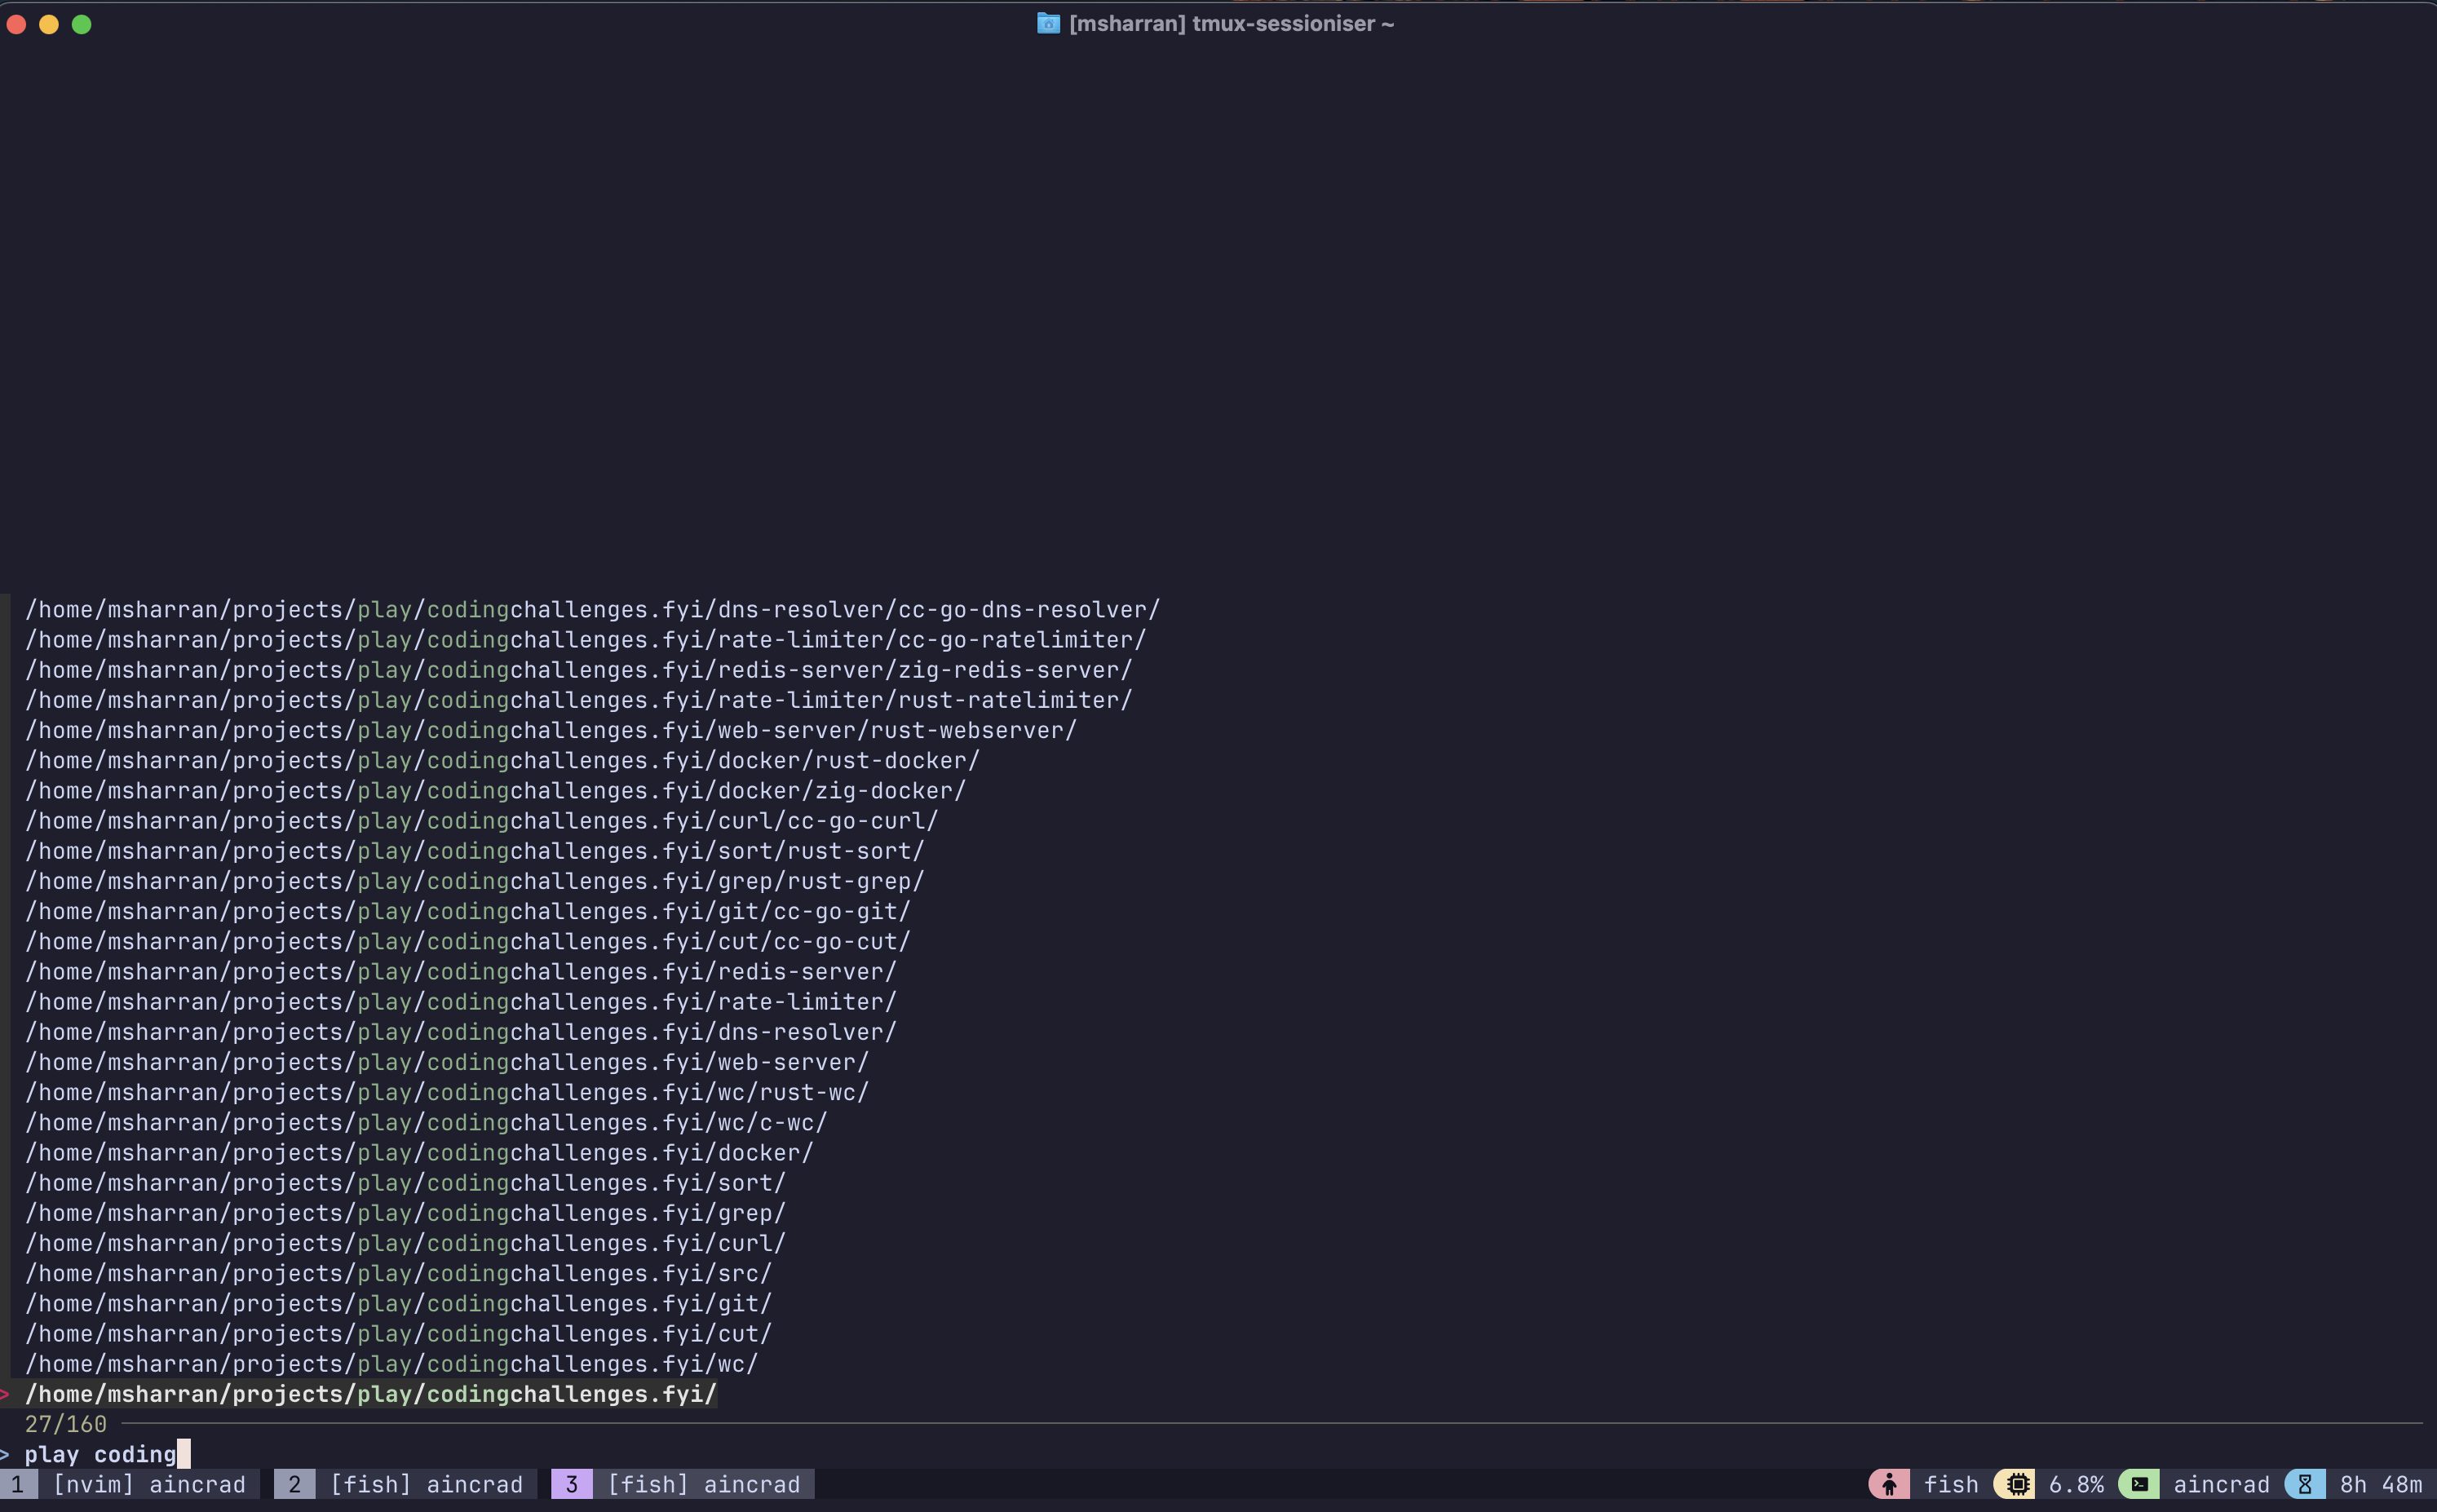 [msharran] tmux-sessioniser ~
/home/msharran/projects/play/codingchallenges.fyi/dns-resolver/cc-go-dns-resolver/
/home/msharran/projects/play/codingchallenges.fyi/rate-limiter/cc-go-ratelimiter/
/home/msharran/projects/play/codingchallenges.fyi/redis-server/zig-redis-server/
/home/msharran/projects/play/codingchallenges.fyi/rate-limiter/rust-ratelimiter/
/home/msharran/projects/play/codingchallenges.fyi/web-server/rust-webserver/
/home/msharran/projects/play/codingchallenges.fyi/docker/rust-docker/
/home/msharran/projects/play/codingchallenges.fyi/docker/zig-docker/
/home/msharran/projects/play/codingchallenges.fyi/curl/cc-go-curl/
/home/msharran/projects/play/codingchallenges.fyi/sort/rust-sort/
/home/msharran/projects/play/codingchallenges.fyi/grep/rust-grep/
/home/msharran/projects/play/codingchallenges.fyi/git/cc-go-git/
/home/msharran/projects/play/codingchallenges.fyi/cut/cc-go-cut/
/home/msharran/projects/play/codingchallenges.fyi/redis-server/
/home/msharran/projects/play/codingchallenges.fyi/rate-limiter/
/home/msharran/projects/play/codingchallenges.fyi/dns-resolver/
/home/msharran/projects/play/codingchallenges.fyi/web-server/
/home/msharran/projects/play/codingchallenges.fyi/wc/rust-wc/
/home/msharran/projects/play/codingchallenges.fyi/wc/c-wc/
/home/msharran/projects/play/codingchallenges.fyi/docker/
/home/msharran/projects/play/codingchallenges.fyi/sort/
/home/msharran/projects/play/codingchallenges.fyi/grep/
/home/msharran/projects/play/codingchallenges.fyi/curl/
/home/msharran/projects/play/codingchallenges.fyi/src/
/home/msharran/projects/play/codingchallenges.fyi/git/
/home/msharran/projects/play/codingchallenges.fyi/cut/
/home/msharran/projects/play/codingchallenges.fyi/wc/
> /home/msharran/projects/play/codingchallenges.fyi/
27/160
> play coding
1 [nvim] aincrad 2 [fish] aincrad 3 [fish] aincrad fish 6.8% aincrad 8h 48m